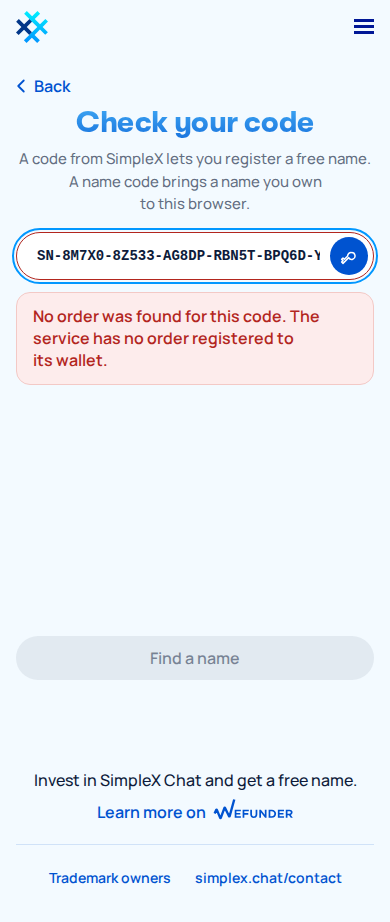 Back
Check your code
A code from SimpleX lets you register a free name.
A name code brings a name you own
to this browser.
SN-8M7X0-8Z533-AG8DP-RBN5T-BPQ6D-Y
No order was found for this code. The
service has no order registered to
its wallet.
Find a name
Invest in SimpleX Chat and get a free name.
Learn more on WEFUNDER
Trademark owners simplex.chat/contact